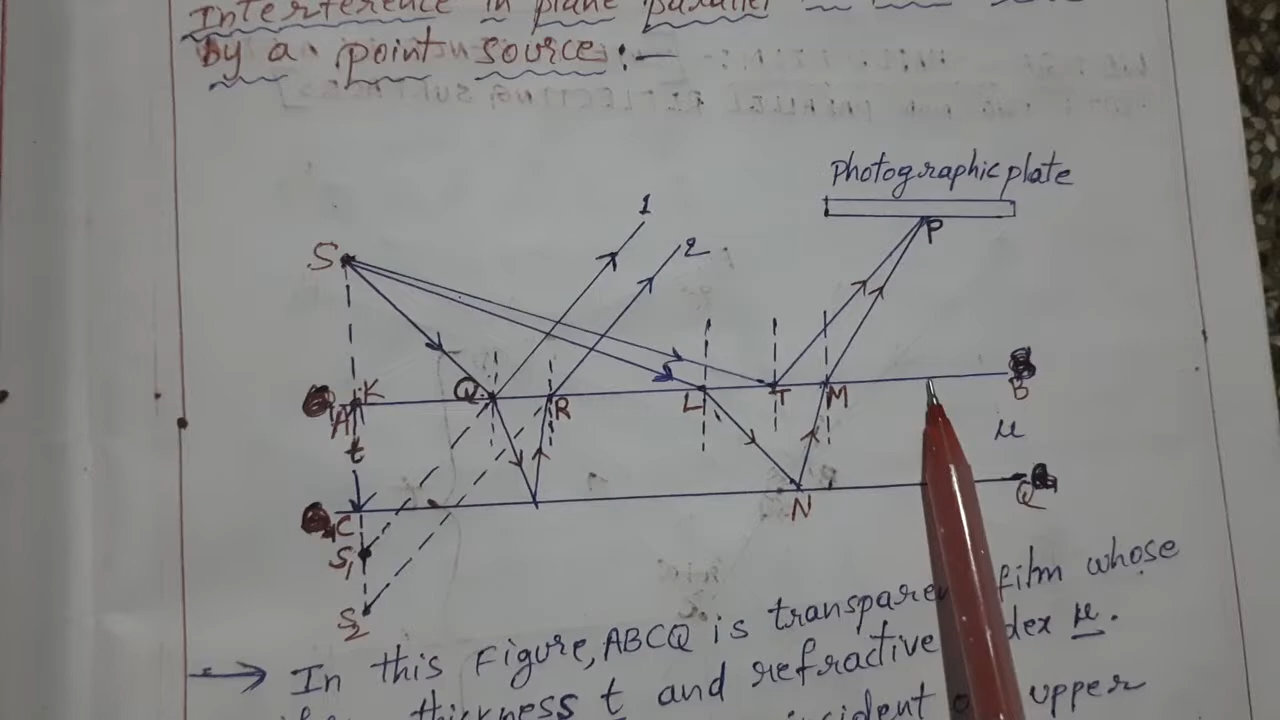 Interference in plane parallel
by a point source :-
Photographic plate
1
2
S
P
K
Q
R
L
T
M
B
A
t
μ
C
N
Q
S1
S2
→ In this Figure, ABCQ is transparen film whose
thickness t and refractive dex μ.
upper